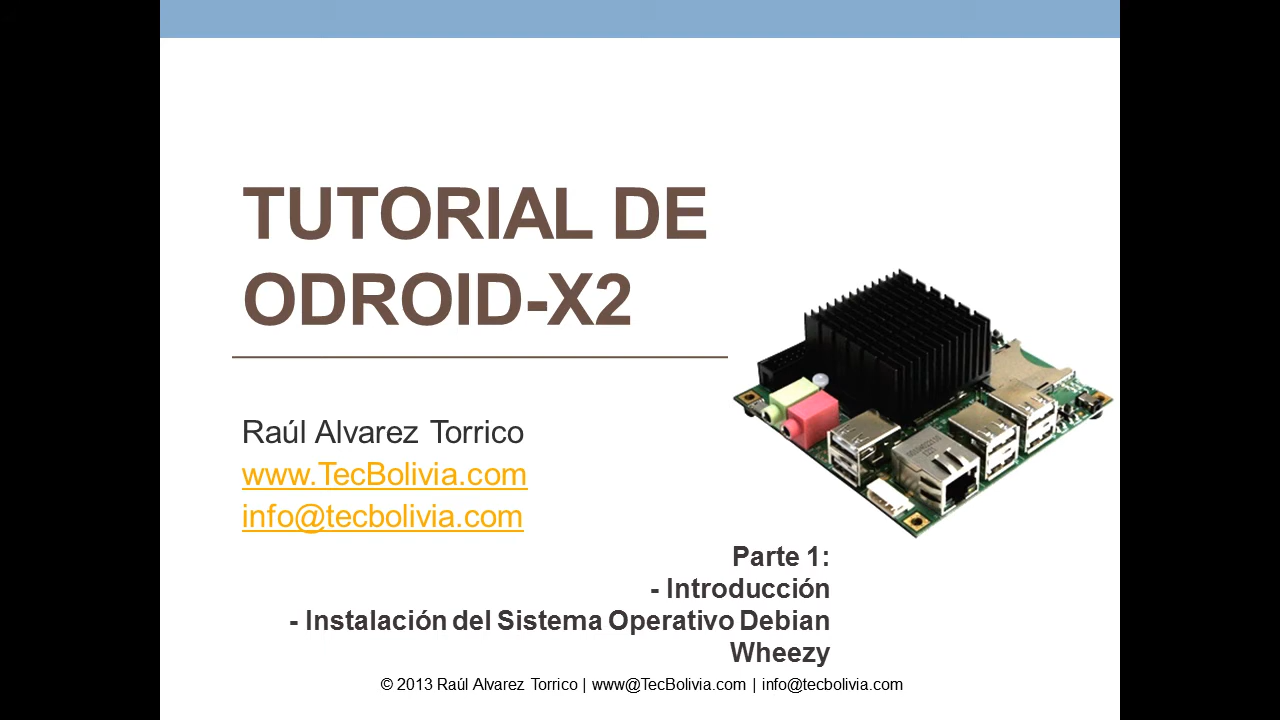 TUTORIAL DE
ODROID-X2
Raúl Alvarez Torrico
www.TecBolivia.com
info@tecbolivia.com
Parte 1:
- Introducción
- Instalación del Sistema Operativo Debian
Wheezy
© 2013 Raúl Alvarez Torrico | www@TecBolivia.com | info@tecbolivia.com